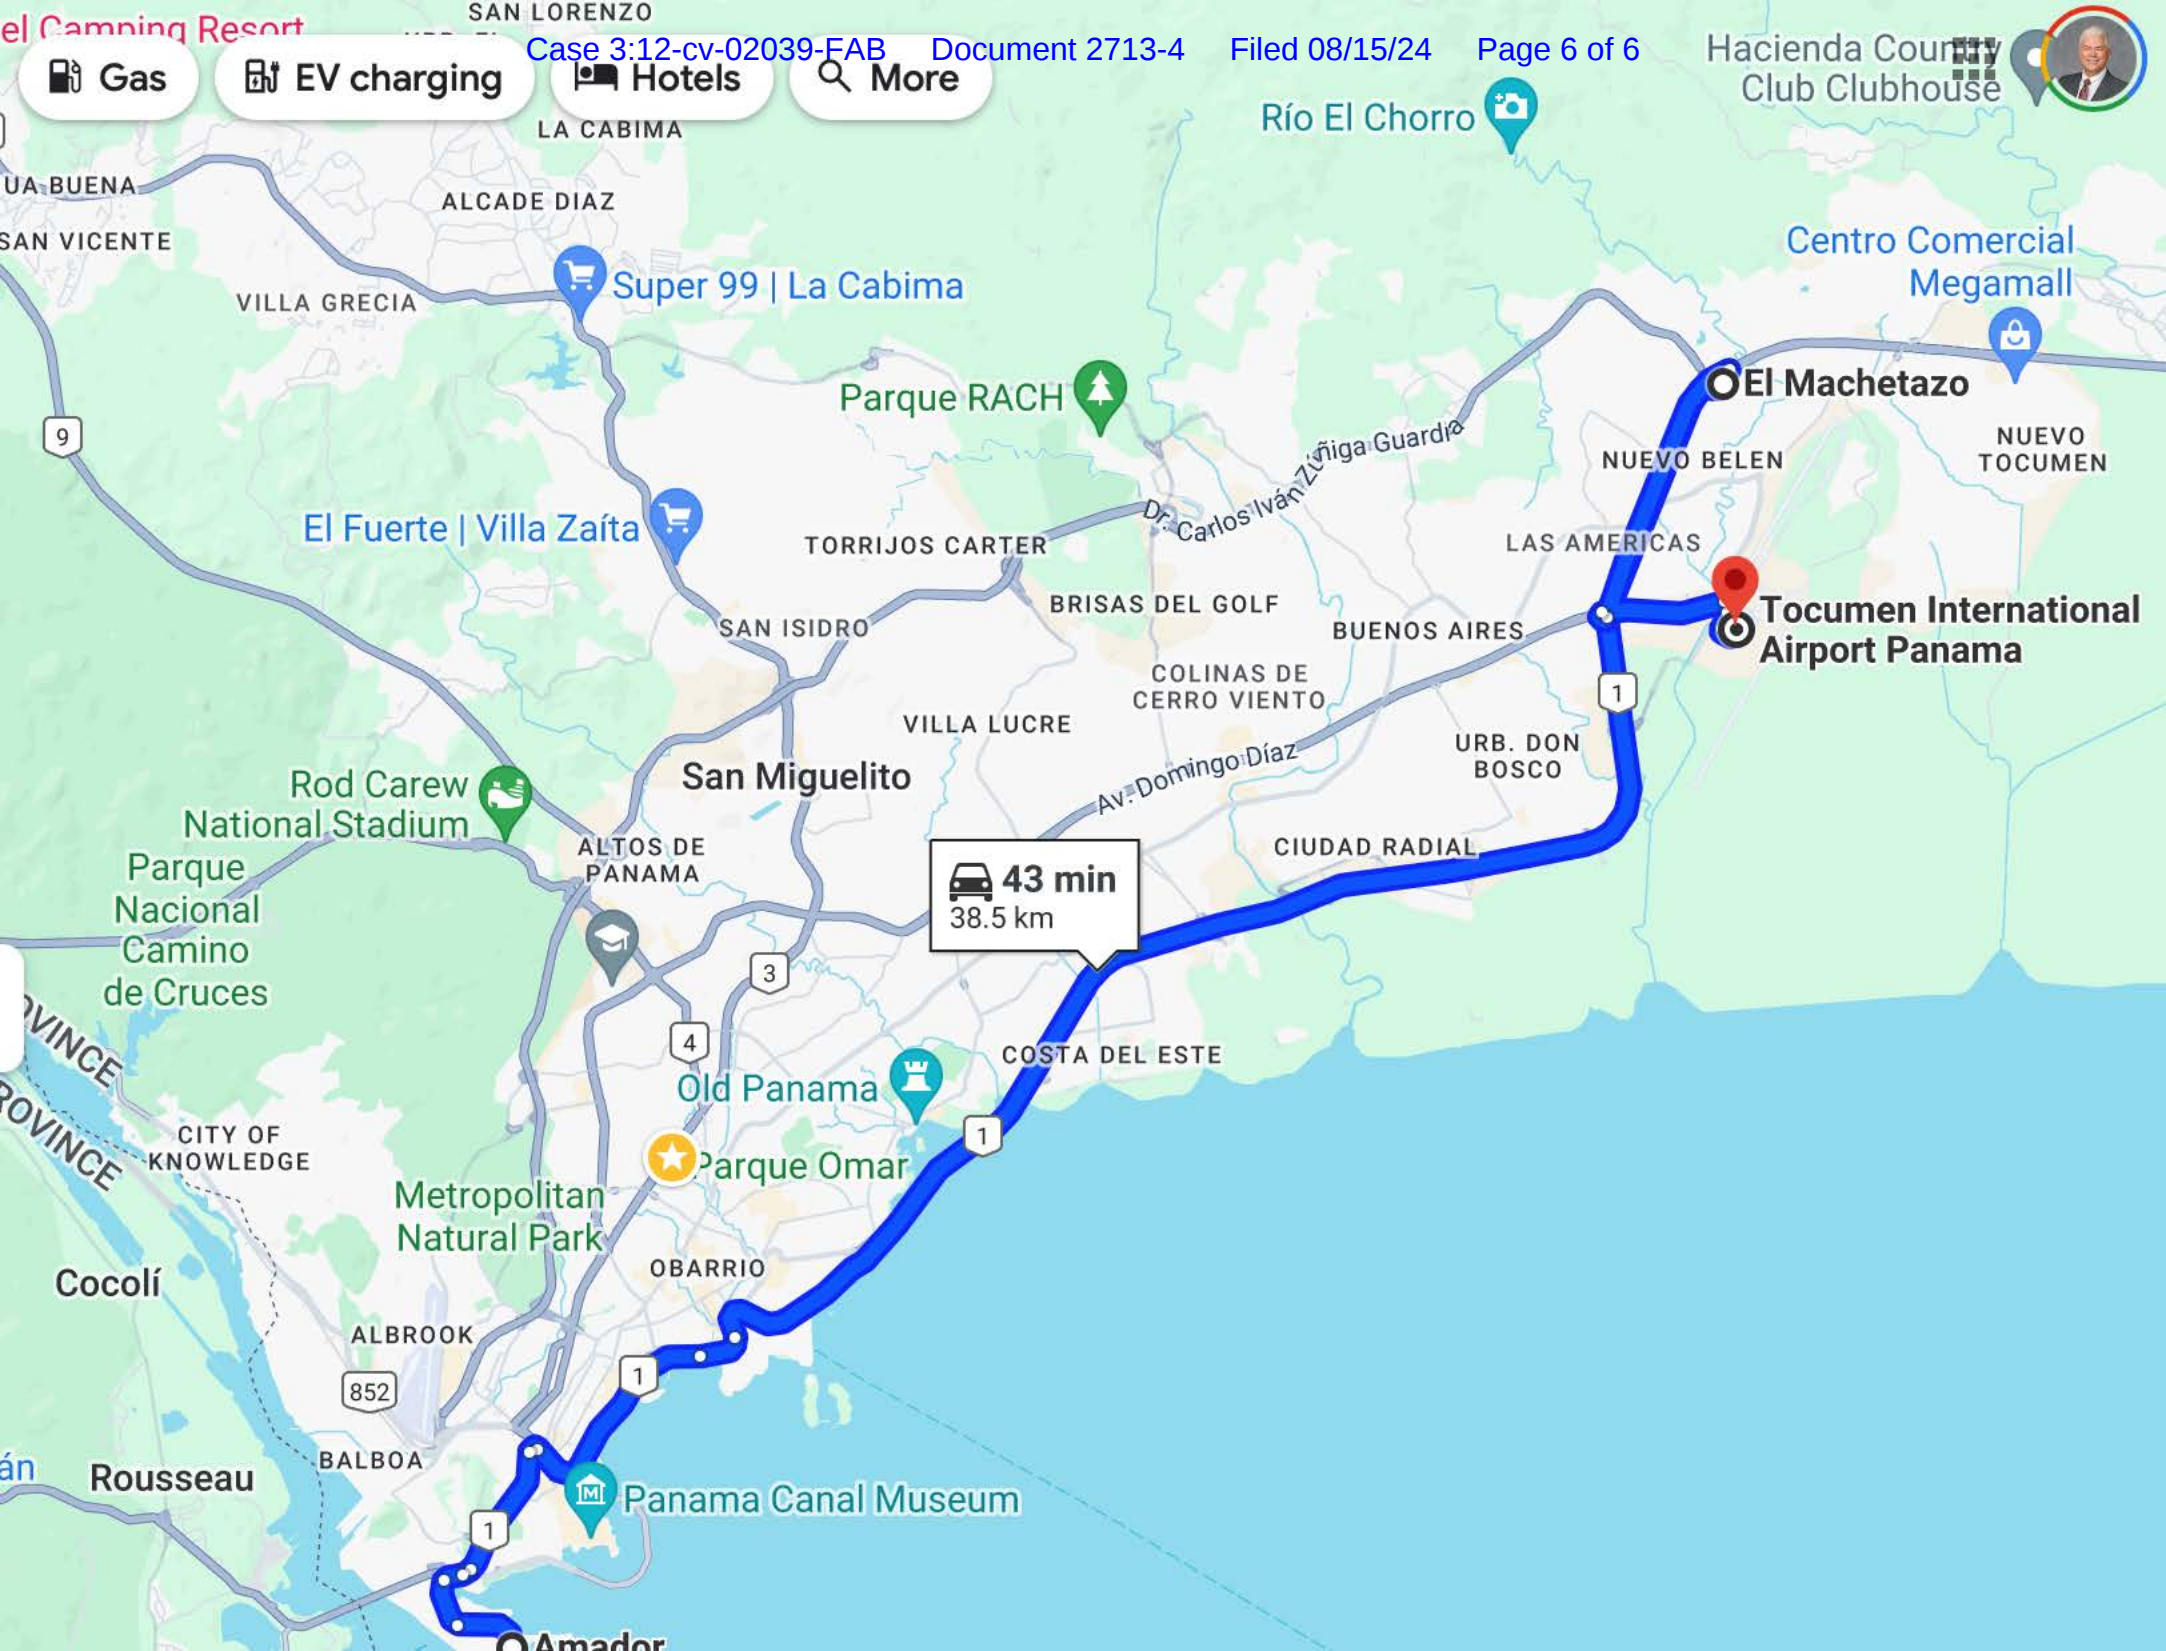 SAN LORENZO
el Camping Resort
Case 3:12-cv-02039-FAB Document 2713-4 Filed 08/15/24 Page 6 of 6
Hacienda Country
Club Clubhouse
Gas
EV charging
Hotels
More
Río El Chorro
LA CABIMA
UA BUENA
ALCADE DIAZ
SAN VICENTE
Centro Comercial
Megamall
Super 99 | La Cabima
VILLA GRECIA
El Machetazo
Parque RACH
9
Dr. Carlos Iván Zúñiga Guardia
NUEVO
TOCUMEN
NUEVO BELEN
El Fuerte | Villa Zaíta
TORRIJOS CARTER
LAS AMERICAS
BRISAS DEL GOLF
Tocumen International
Airport Panama
SAN ISIDRO
BUENOS AIRES
COLINAS DE
CERRO VIENTO
1
VILLA LUCRE
URB. DON
BOSCO
Av. Domingo Díaz
San Miguelito
Rod Carew
National Stadium
ALTOS DE
PANAMA
CIUDAD RADIAL
Parque
Nacional
Camino
de Cruces
43 min
38.5 km
3
OVINCE
ROVINCE
4
COSTA DEL ESTE
Old Panama
1
CITY OF
KNOWLEDGE
Parque Omar
Metropolitan
Natural Park
OBARRIO
Cocolí
ALBROOK
1
852
BALBOA
án
Rousseau
Panama Canal Museum
1
Amador